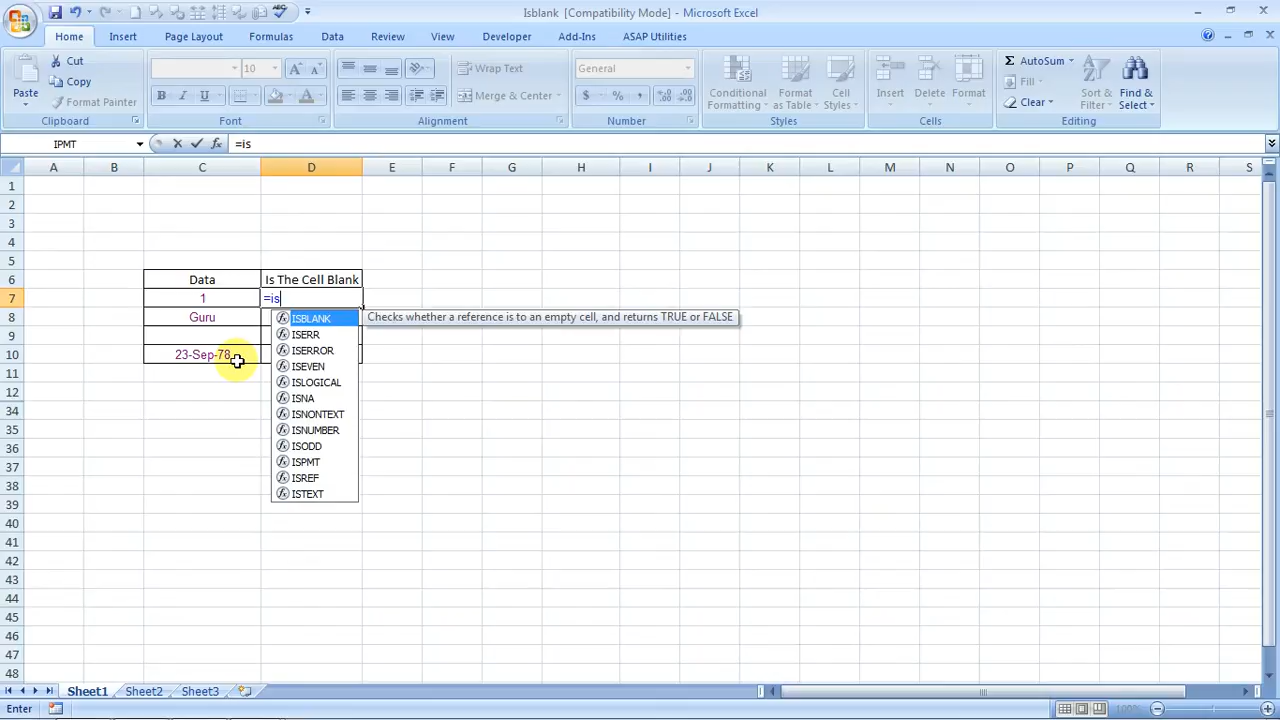 Isblank [Compatibility Mode] - Microsoft Excel
Home Insert Page Layout Formulas Data Review View Developer Add-Ins ASAP Utilities
Paste
Cut
Copy
Format Painter
Clipboard
10
Font
Wrap Text
Merge & Center
Alignment
General
$ % ,
Number
Conditional Formatting
Format as Table
Cell Styles
Styles
Insert Delete Format
Cells
Σ AutoSum
Fill
Clear
Sort & Filter
Find & Select
Editing
IPMT =is
A B C D E F G H I J K L M N O P Q R S
1
2
3
4
5
6 Data Is The Cell Blank
7 1 =is
8 Guru
9
10 23-Sep-78
11
12
34
35
36
37
38
39
40
41
42
43
44
45
46
47
48
ISBLANK Checks whether a reference is to an empty cell, and returns TRUE or FALSE
ISERR
ISERROR
ISEVEN
ISLOGICAL
ISNA
ISNONTEXT
ISNUMBER
ISODD
ISPMT
ISREF
ISTEXT
Sheet1 Sheet2 Sheet3
Enter 100%